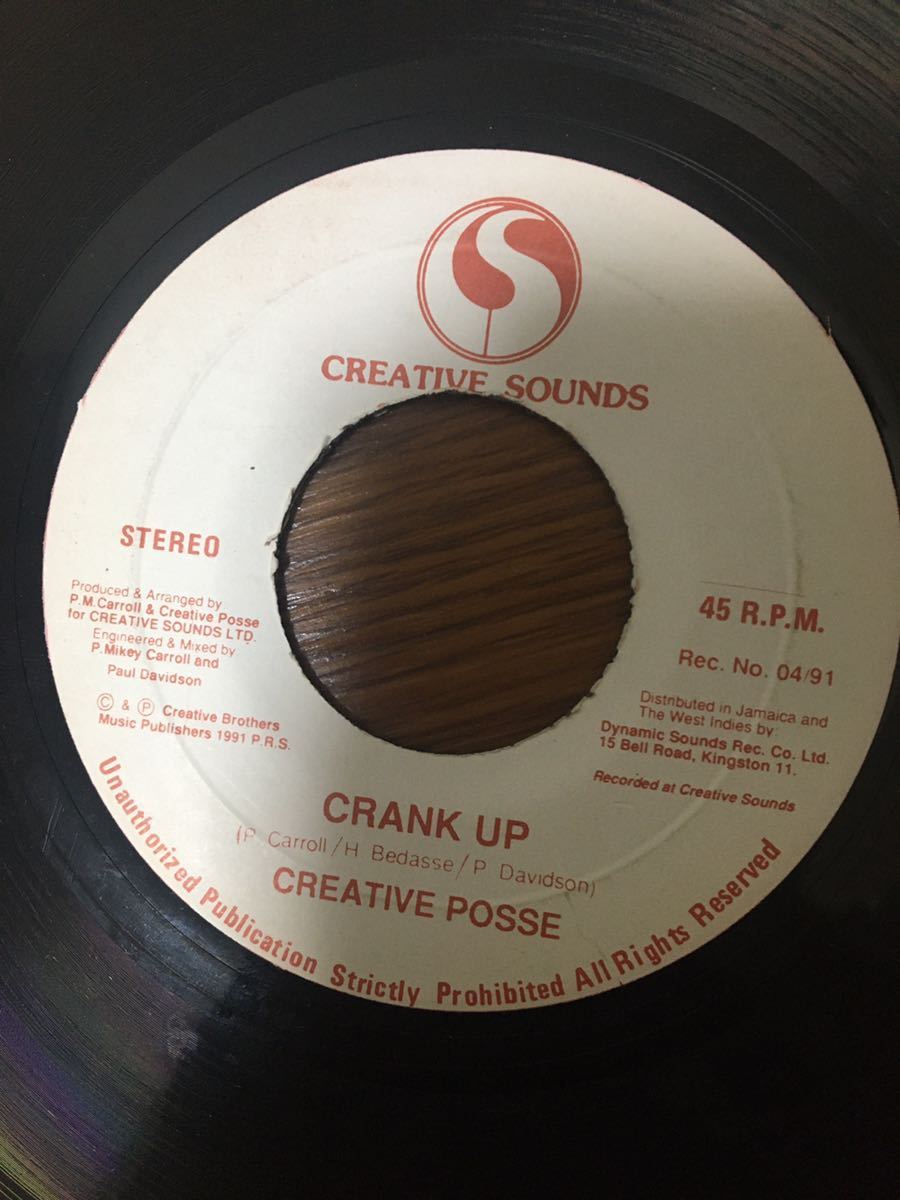 CREATIVE SOUNDS
STEREO
Produced & Arranged by
P.M.Carroll & Creative Posse
for CREATIVE SOUNDS LTD.
Engineered & Mixed by
P.Mikey Carroll and
Paul Davidson
© & ℗ Creative Brothers
Music Publishers 1991 P.R.S.
45 R.P.M.
Rec. No. 04/91
Distributed in Jamaica and
The West Indies by:
Dynamic Sounds Rec. Co. Ltd.
15 Bell Road, Kingston 11.
Recorded at Creative Sounds
CRANK UP
(P. Carroll/H Bedasse/P Davidson)
CREATIVE POSSE
Unauthorized Publication Strictly Prohibited All Rights Reserved